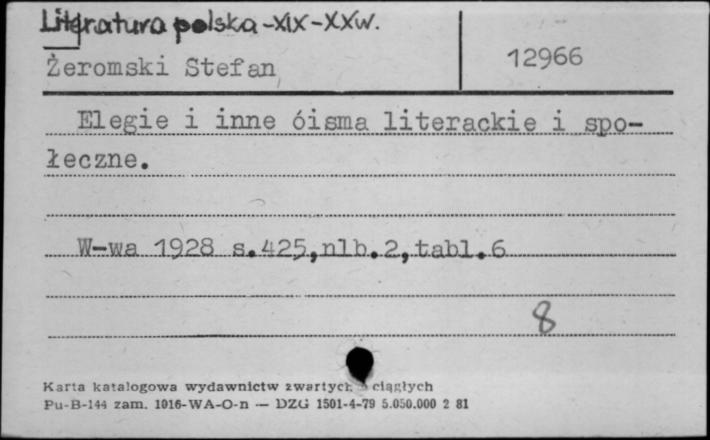 Literatura polska-XIX-XXw.
Żeromski Stefan
12966
Elegie i inne óisma literackie i spo-
łeczne.
W-wa 1928 s.425,nlb.2,tabl.6
8
Karta katalogowa wydawnictw zwartych i ciągłych
Pu-B-144 zam. 1016-WA-O-n — DZG 1501-4-79 5.050.000 2 81